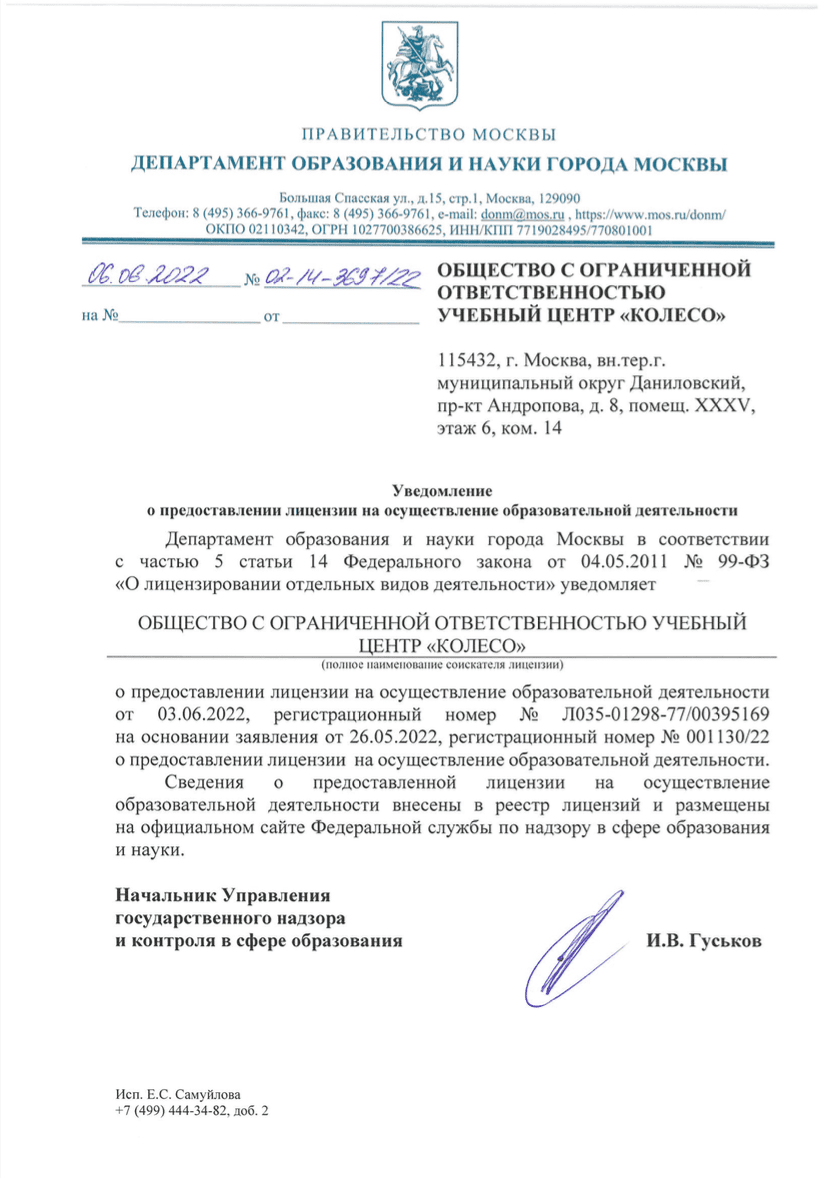 ПРАВИТЕЛЬСТВО МОСКВЫ
ДЕПАРТАМЕНТ ОБРАЗОВАНИЯ И НАУКИ ГОРОДА МОСКВЫ
Большая Спасская ул., д.15, стр.1, Москва, 129090
Телефон: 8 (495) 366-9761, факс: 8 (495) 366-9761, e-mail: donm@mos.ru , https://www.mos.ru/donm/
ОКПО 02110342, ОГРН 1027700386625, ИНН/КПП 7719028495/770801001
06.06.2022 № 02-14-3697/22
на № от
ОБЩЕСТВО С ОГРАНИЧЕННОЙ
ОТВЕТСТВЕННОСТЬЮ
УЧЕБНЫЙ ЦЕНТР «КОЛЕСО»
115432, г. Москва, вн.тер.г.
муниципальный округ Даниловский,
пр-кт Андропова, д. 8, помещ. XXXV,
этаж 6, ком. 14
Уведомление
о предоставлении лицензии на осуществление образовательной деятельности
Департамент образования и науки города Москвы в соответствии
с частью 5 статьи 14 Федерального закона от 04.05.2011 № 99-ФЗ
«О лицензировании отдельных видов деятельности» уведомляет
ОБЩЕСТВО С ОГРАНИЧЕННОЙ ОТВЕТСТВЕННОСТЬЮ УЧЕБНЫЙ
ЦЕНТР «КОЛЕСО»
(полное наименование соискателя лицензии)
о предоставлении лицензии на осуществление образовательной деятельности
от 03.06.2022, регистрационный номер № Л035-01298-77/00395169
на основании заявления от 26.05.2022, регистрационный номер № 001130/22
о предоставлении лицензии на осуществление образовательной деятельности.
Сведения о предоставленной лицензии на осуществление
образовательной деятельности внесены в реестр лицензий и размещены
на официальном сайте Федеральной службы по надзору в сфере образования
и науки.
Начальник Управления
государственного надзора
и контроля в сфере образования
И.В. Гуськов
Исп. Е.С. Самуйлова
+7 (499) 444-34-82, доб. 2